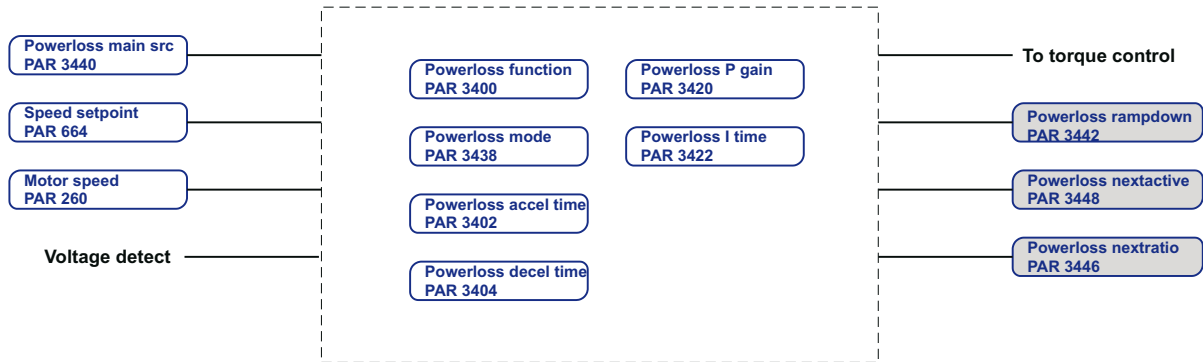 Powerloss main src
PAR 3440
Speed setpoint
PAR 664
Motor speed
PAR 260
Voltage detect
Powerloss function
PAR 3400
Powerloss mode
PAR 3438
Powerloss accel time
PAR 3402
Powerloss decel time
PAR 3404
Powerloss P gain
PAR 3420
Powerloss I time
PAR 3422
To torque control
Powerloss rampdown
PAR 3442
Powerloss nextactive
PAR 3448
Powerloss nextratio
PAR 3446